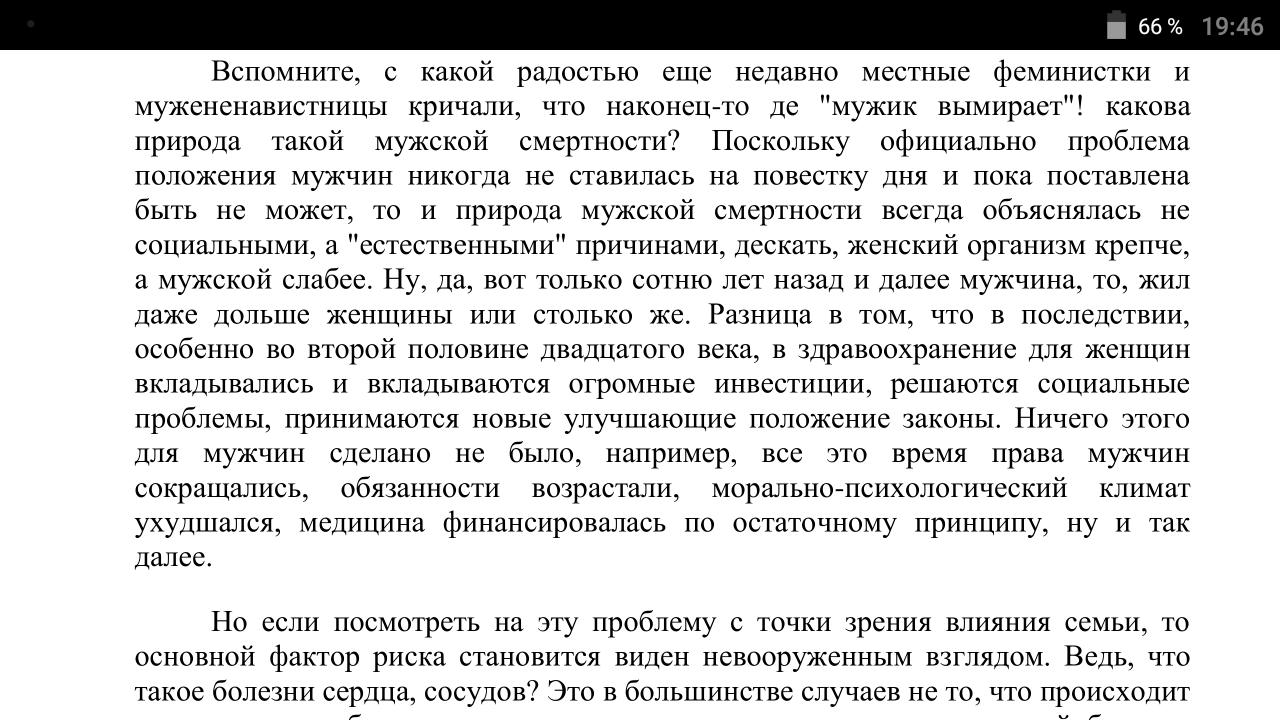 66 % 19:46
Вспомните, с какой радостью еще недавно местные феминистки и
мужененавистницы кричали, что наконец-то де "мужик вымирает"! какова
природа такой мужской смертности? Поскольку официально проблема
положения мужчин никогда не ставилась на повестку дня и пока поставлена
быть не может, то и природа мужской смертности всегда объяснялась не
социальными, а "естественными" причинами, дескать, женский организм крепче,
а мужской слабее. Ну, да, вот только сотню лет назад и далее мужчина, то, жил
даже дольше женщины или столько же. Разница в том, что в последствии,
особенно во второй половине двадцатого века, в здравоохранение для женщин
вкладывались и вкладываются огромные инвестиции, решаются социальные
проблемы, принимаются новые улучшающие положение законы. Ничего этого
для мужчин сделано не было, например, все это время права мужчин
сокращались, обязанности возрастали, морально-психологический климат
ухудшался, медицина финансировалась по остаточному принципу, ну и так
далее.
Но если посмотреть на эту проблему с точки зрения влияния семьи, то
основной фактор риска становится виден невооруженным взглядом. Ведь, что
такое болезни сердца, сосудов? Это в большинстве случаев не то, что происходит